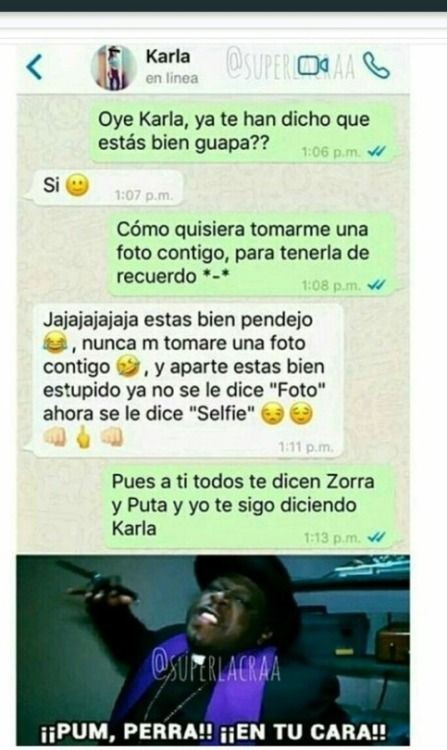 Karla
en linea
@SUPERLACRAA
Oye Karla, ya te han dicho que
estás bien guapa??
1:06 p.m.
Si 🙂
1:07 p.m.
Cómo quisiera tomarme una
foto contigo, para tenerla de
recuerdo *-*
1:08 p.m.
Jajajajajaja estas bien pendejo
😂, nunca m tomare una foto
contigo 🤣, y aparte estas bien
estupido ya no se le dice "Foto"
ahora se le dice "Selfie" 😒😌
👊🏻🖕🏻👊🏻
1:11 p.m.
Pues a ti todos te dicen Zorra
y Puta y yo te sigo diciendo
Karla
1:13 p.m.
@SUPERLACRAA
¡¡PUM, PERRA!! ¡¡EN TU CARA!!